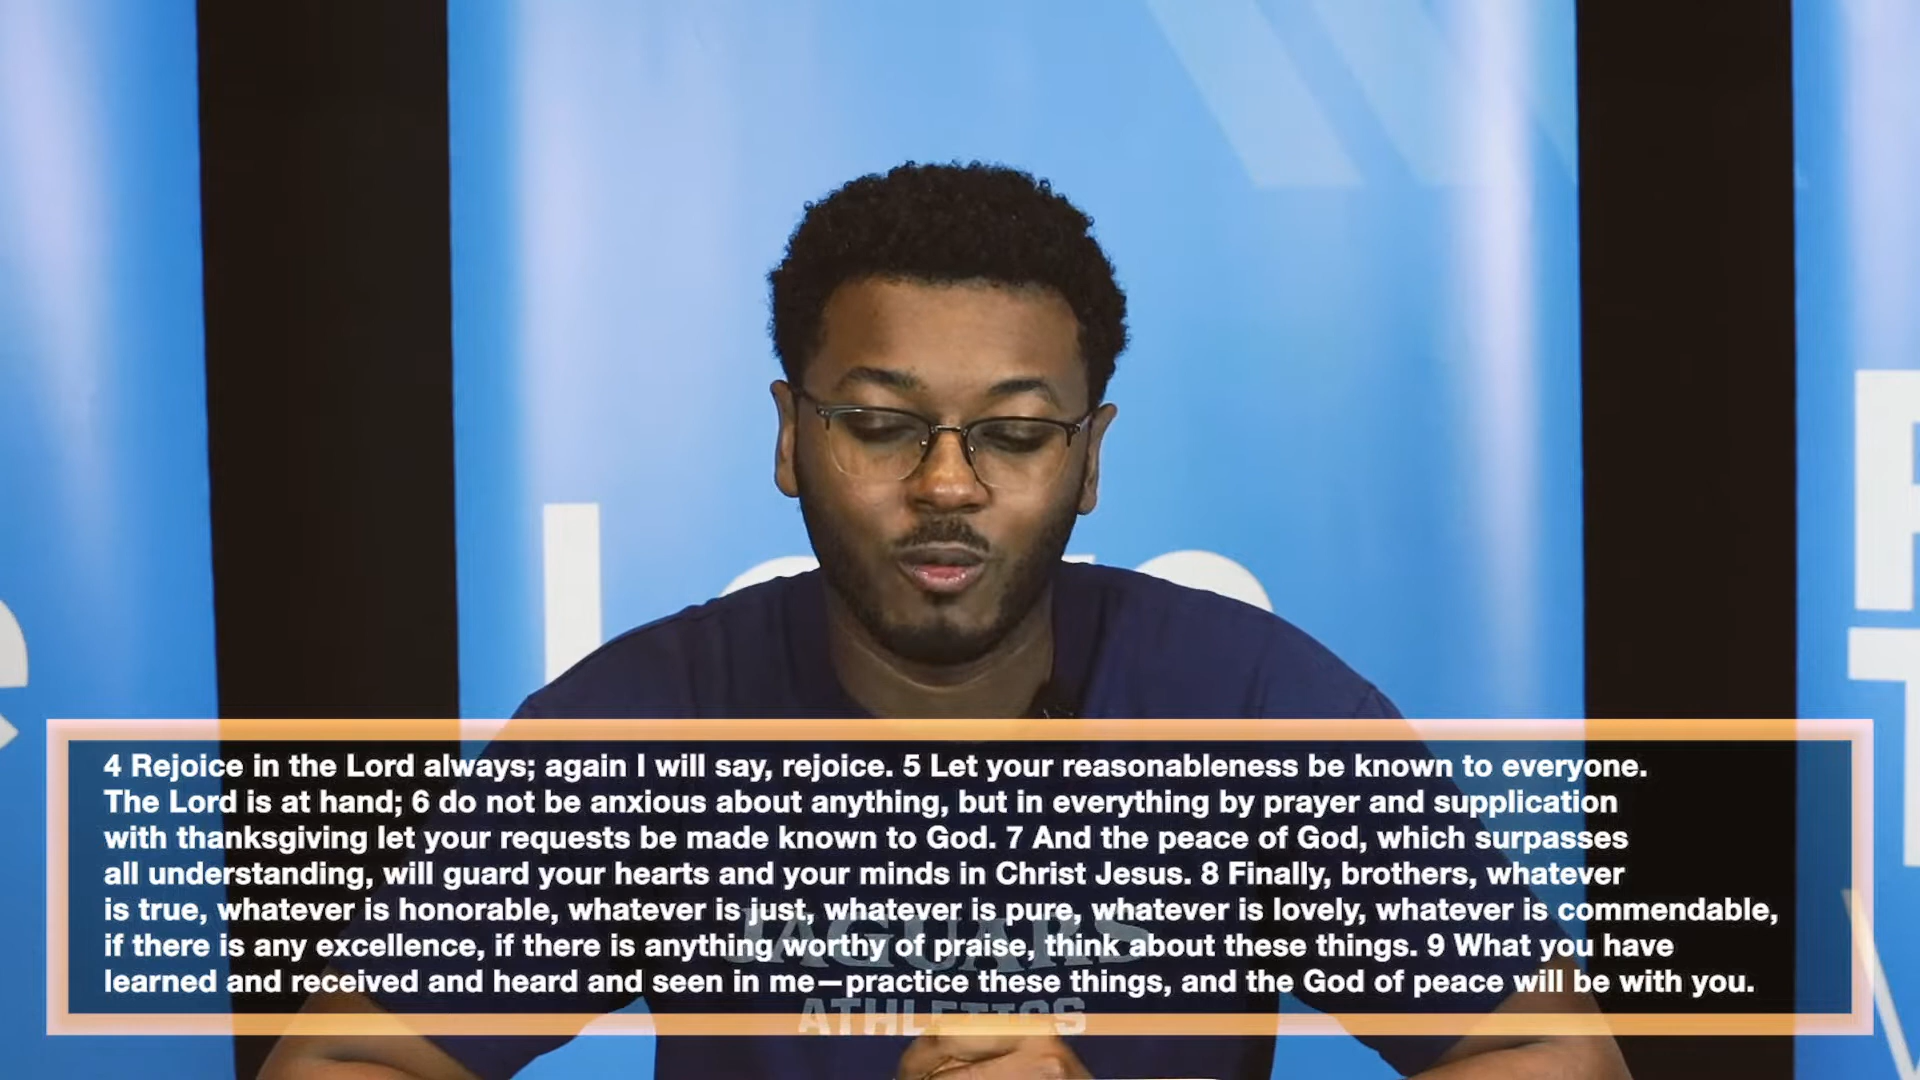 4 Rejoice in the Lord always; again I will say, rejoice. 5 Let your reasonableness be known to everyone.
The Lord is at hand; 6 do not be anxious about anything, but in everything by prayer and supplication
with thanksgiving let your requests be made known to God. 7 And the peace of God, which surpasses
all understanding, will guard your hearts and your minds in Christ Jesus. 8 Finally, brothers, whatever
is true, whatever is honorable, whatever is just, whatever is pure, whatever is lovely, whatever is commendable,
if there is any excellence, if there is anything worthy of praise, think about these things. 9 What you have
learned and received and heard and seen in me—practice these things, and the God of peace will be with you.
JAGUARS
ATHLETICS